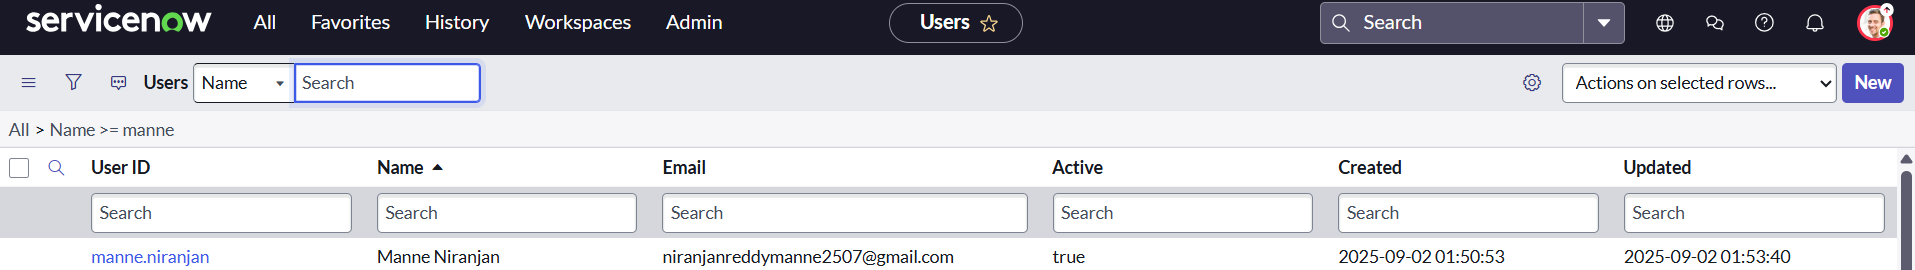 servicenow All Favorites History Workspaces Admin Users Search
Users Name Search Actions on selected rows... New
All > Name >= manne
User ID Name Email Active Created Updated
Search Search Search Search Search Search
manne.niranjan Manne Niranjan niranjanreddymanne2507@gmail.com true 2025-09-02 01:50:53 2025-09-02 01:53:40